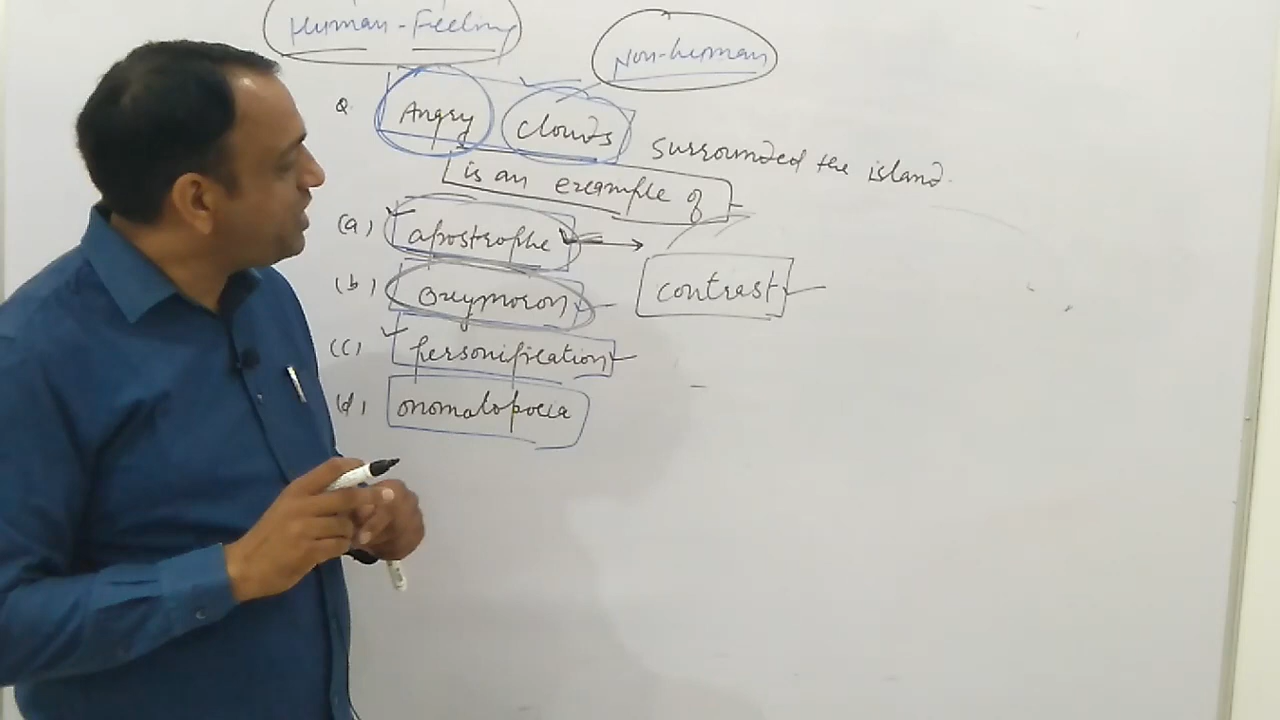 Human-Feeling
Non-human
Q. Angry clouds surrounded the island.
is an example of
(a) apostrophe
(b) oxymoron
contrast
(c) personification
(d) onomatopoeia